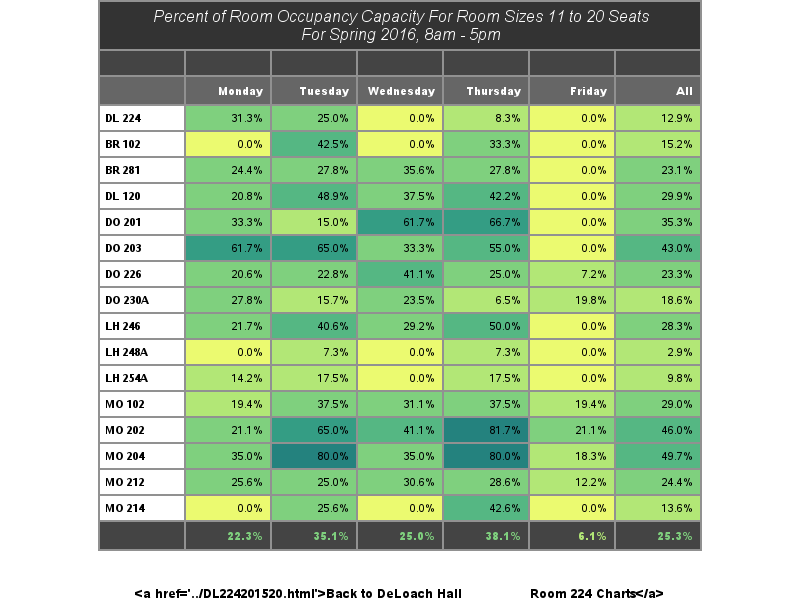 Percent of Room Occupancy Capacity For Room Sizes 11 to 20 Seats
For Spring 2016, 8am - 5pm
Monday Tuesday Wednesday Thursday Friday All
DL 224 31.3% 25.0% 0.0% 8.3% 0.0% 12.9%
BR 102 0.0% 42.5% 0.0% 33.3% 0.0% 15.2%
BR 281 24.4% 27.8% 35.6% 27.8% 0.0% 23.1%
DL 120 20.8% 48.9% 37.5% 42.2% 0.0% 29.9%
DO 201 33.3% 15.0% 61.7% 66.7% 0.0% 35.3%
DO 203 61.7% 65.0% 33.3% 55.0% 0.0% 43.0%
DO 226 20.6% 22.8% 41.1% 25.0% 7.2% 23.3%
DO 230A 27.8% 15.7% 23.5% 6.5% 19.8% 18.6%
LH 246 21.7% 40.6% 29.2% 50.0% 0.0% 28.3%
LH 248A 0.0% 7.3% 0.0% 7.3% 0.0% 2.9%
LH 254A 14.2% 17.5% 0.0% 17.5% 0.0% 9.8%
MO 102 19.4% 37.5% 31.1% 37.5% 19.4% 29.0%
MO 202 21.1% 65.0% 41.1% 81.7% 21.1% 46.0%
MO 204 35.0% 80.0% 35.0% 80.0% 18.3% 49.7%
MO 212 25.6% 25.0% 30.6% 28.6% 12.2% 24.4%
MO 214 0.0% 25.6% 0.0% 42.6% 0.0% 13.6%
22.3% 35.1% 25.0% 38.1% 6.1% 25.3%
<a href='../DL224201520.html'>Back to DeLoach Hall Room 224 Charts</a>